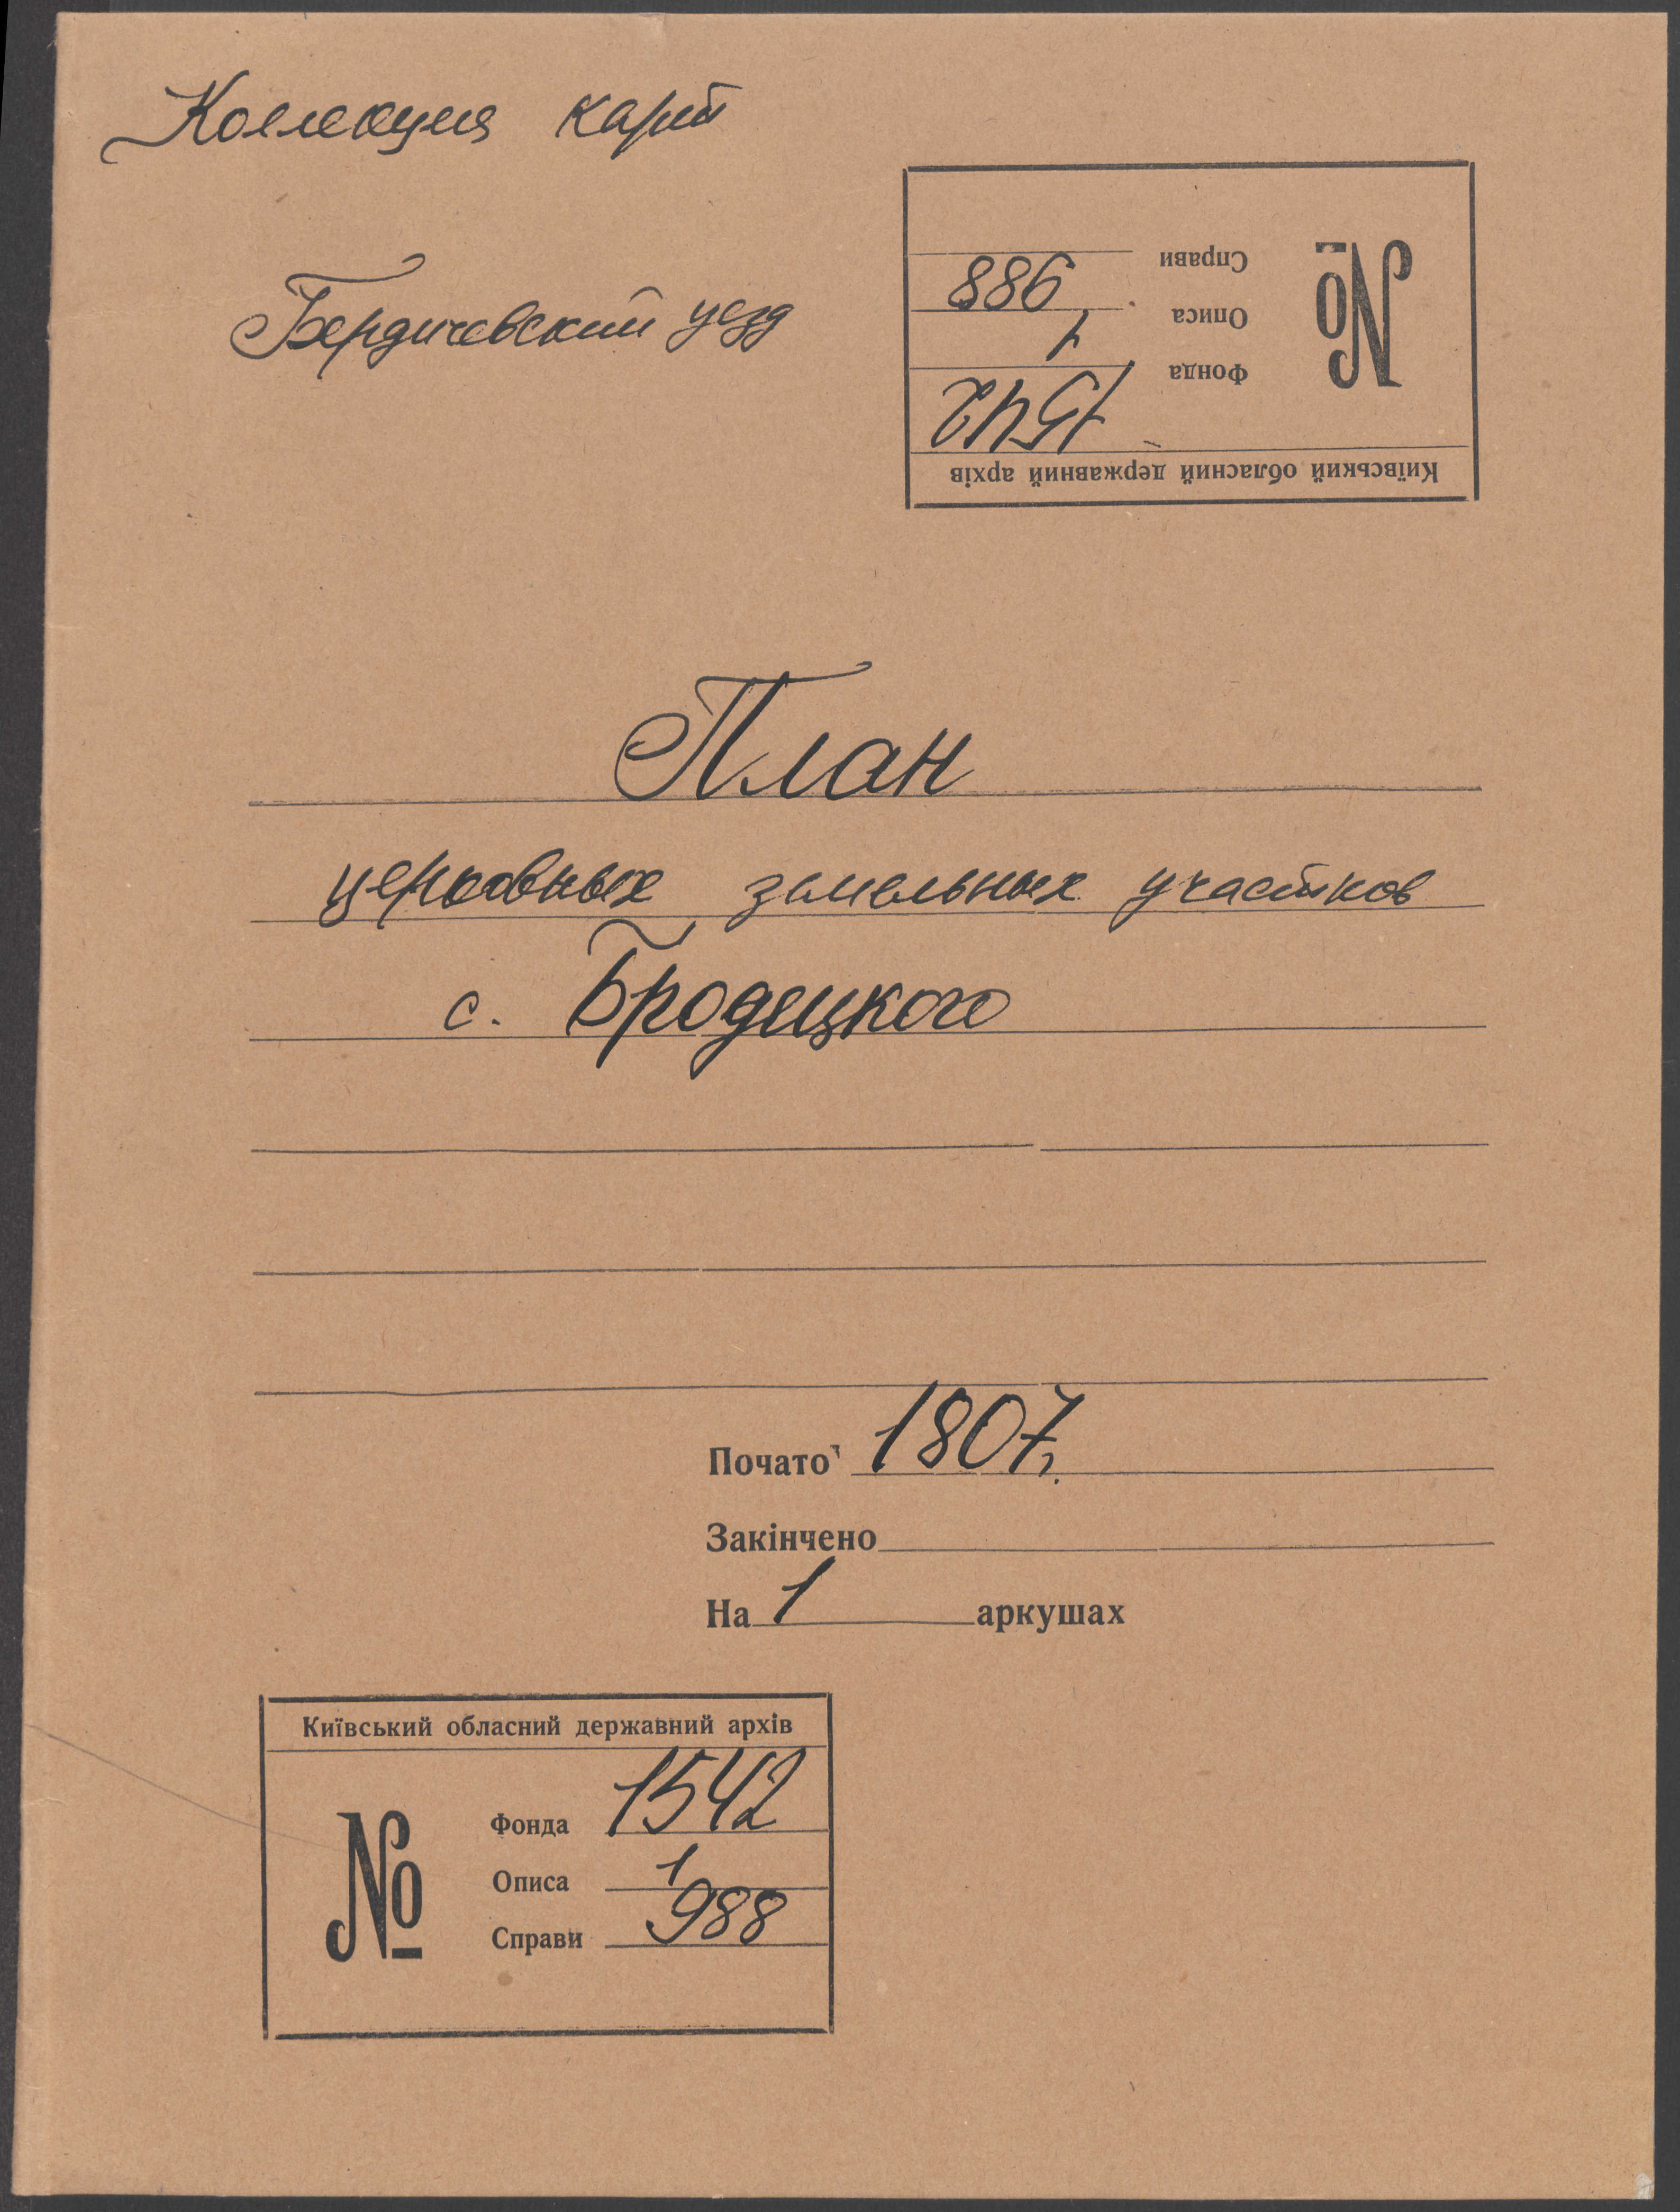 Коллекция карт
Бердичевский уезд
Київський обласний державний архів
№
Фонда 1542
Описа 1
Справи 988
План
церковных земельных участков
с. Бродецкого
Почато 1807.
Закінчено
На 1 аркушах
Київський обласний державний архів
№
Фонда 1542
Описа 1
Справи 988